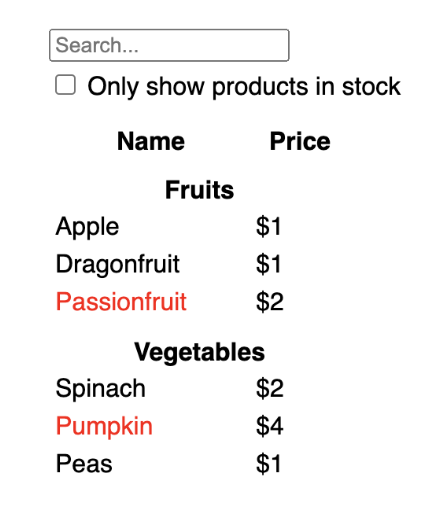 Search...
Only show products in stock
Name Price
Fruits
Apple $1
Dragonfruit $1
Passionfruit $2
Vegetables
Spinach $2
Pumpkin $4
Peas $1